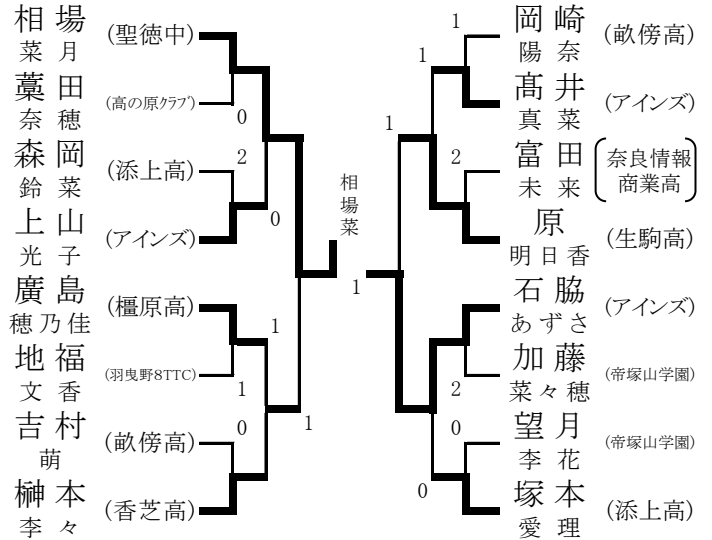 相場 (聖徳中)
菜月
藁田 (高の原ｸﾗﾌﾞ)
奈穂
0
森岡 (添上高)
鈴菜
2
上山 (アインズ)
光子
0
廣島 (橿原高)
穂乃佳
1
地福 (羽曳野8TTC)
文香
1
吉村 (畝傍高)
萌
0
榊本 (香芝高)
李々
1
相場菜
1
1 岡崎 (畝傍高)
陽奈
1
髙井 (アインズ)
真菜
1
2 富田 (奈良情報
商業高)
未来
原 (生駒高)
明日香
石脇 (アインズ)
あずさ
2 加藤 (帝塚山学園)
菜々穂
0 望月 (帝塚山学園)
李花
0
塚本 (添上高)
愛理